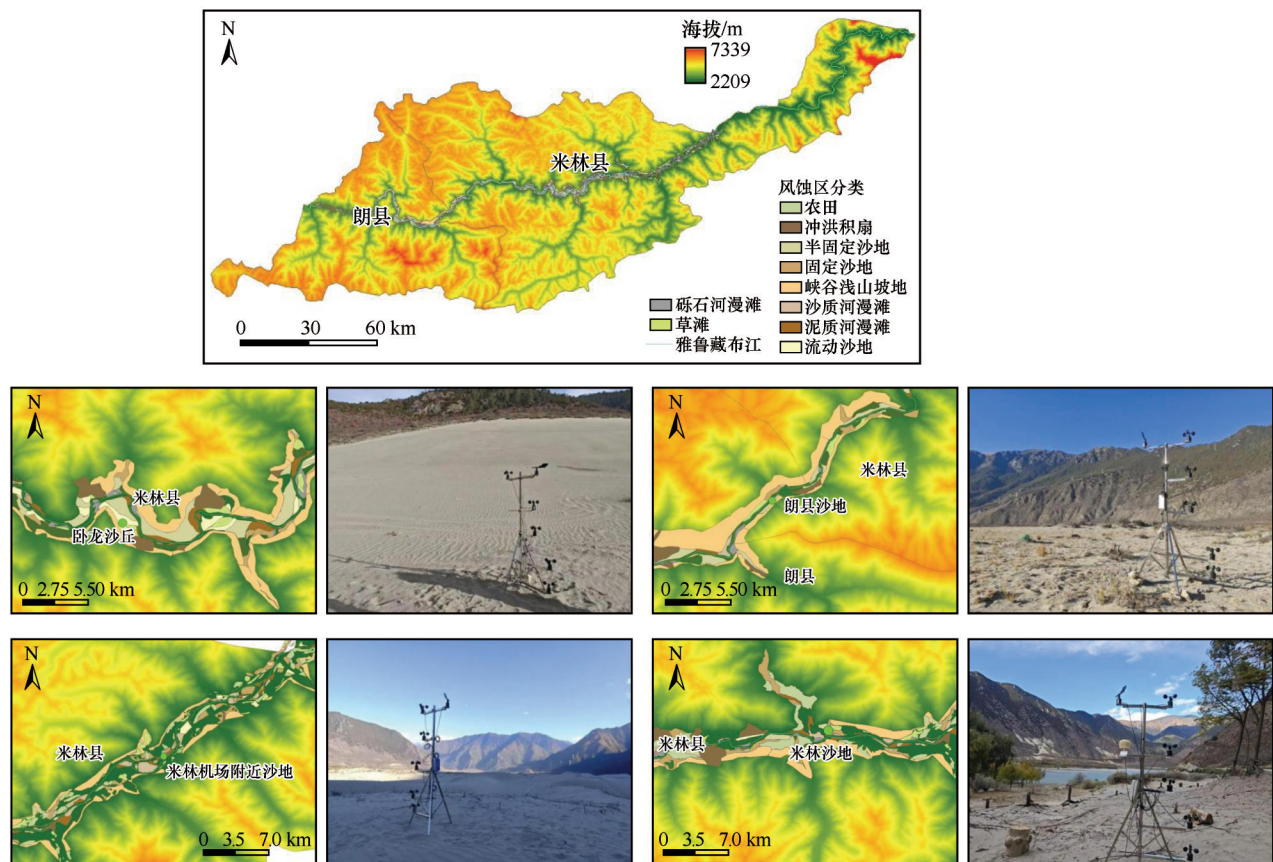 N
海拔/m
7339
2209
米林县
朗县
风蚀区分类
农田
冲洪积扇
半固定沙地
固定沙地
峡谷浅山坡地
沙质河漫滩
泥质河漫滩
流动沙地
砾石河漫滩
草滩
雅鲁藏布江
0 30 60 km
N
米林县
卧龙沙丘
0 2.75 5.50 km
N
米林县
朗县沙地
朗县
0 2.75 5.50 km
N
米林县
米林机场附近沙地
0 3.5 7.0 km
N
米林县
米林沙地
0 3.5 7.0 km